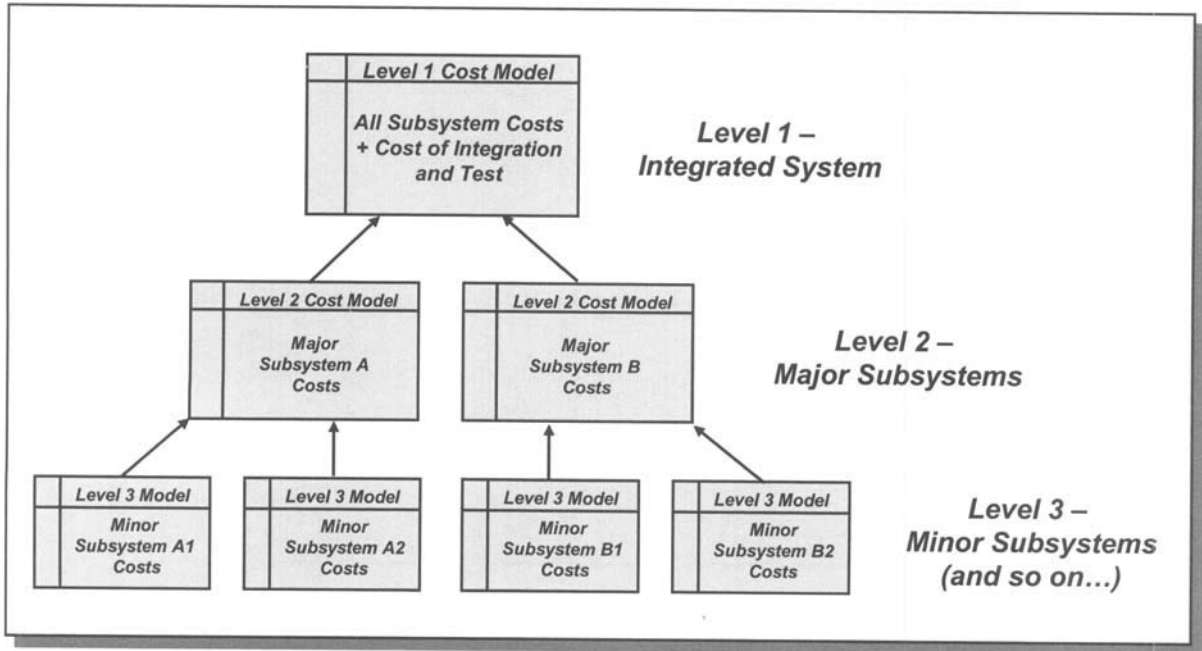 Level 1 Cost Model
All Subsystem Costs
+ Cost of Integration
and Test
Level 1 –
Integrated System
Level 2 Cost Model
Major
Subsystem A
Costs
Level 2 Cost Model
Major
Subsystem B
Costs
Level 2 –
Major Subsystems
Level 3 Model
Minor
Subsystem A1
Costs
Level 3 Model
Minor
Subsystem A2
Costs
Level 3 Model
Minor
Subsystem B1
Costs
Level 3 Model
Minor
Subsystem B2
Costs
Level 3 –
Minor Subsystems
(and so on…)